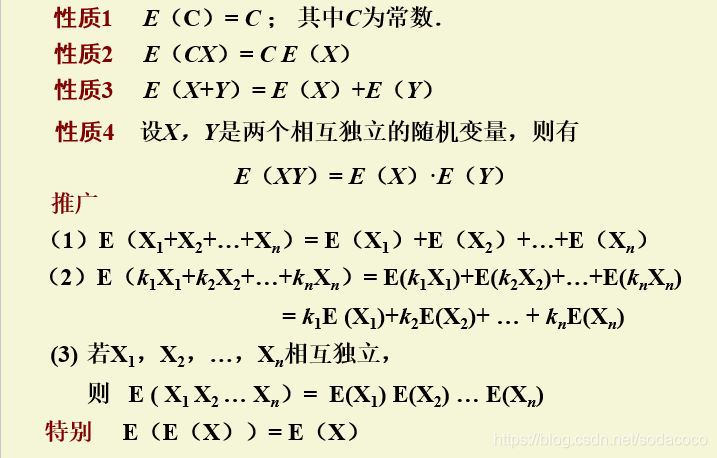 性质1 E（C）= C ； 其中C为常数.
性质2 E（CX）= C E（X）
性质3 E（X+Y）= E（X）+E（Y）
性质4 设X，Y是两个相互独立的随机变量，则有
E（XY）= E（X）·E（Y）
推广
（1）E（X₁+X₂+…+Xₙ）= E（X₁）+E（X₂）+…+E（Xₙ）
（2）E（k₁X₁+k₂X₂+…+kₙXₙ）= E(k₁X₁)+E(k₂X₂)+…+E(kₙXₙ)
= k₁E (X₁)+k₂E(X₂)+ … + kₙE(Xₙ)
(3) 若X₁，X₂，…，Xₙ相互独立，
则 E ( X₁ X₂ … Xₙ）= E(X₁) E(X₂) … E(Xₙ)
特别 E（E（X））= E（X）
https://blog.csdn.net/sodacoco